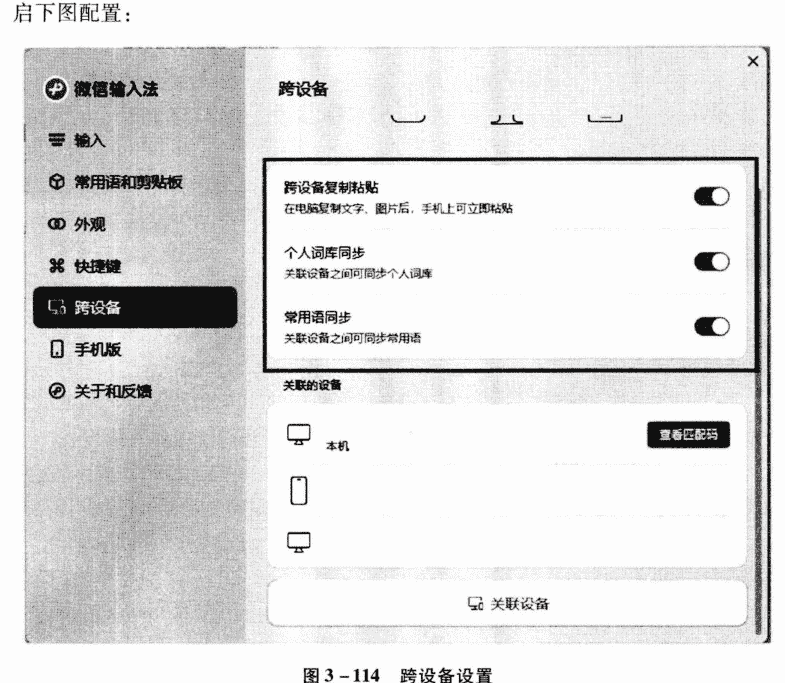 启下图配置：
微信输入法
输入
常用语和剪贴板
外观
快捷键
跨设备
手机版
关于和反馈
跨设备
跨设备复制粘贴
在电脑复制文字、图片后，手机上可立即粘贴
个人词库同步
关联设备之间可同步个人词库
常用语同步
关联设备之间可同步常用语
关联的设备
本机
查看匹配码
关联设备
图 3-114 跨设备设置